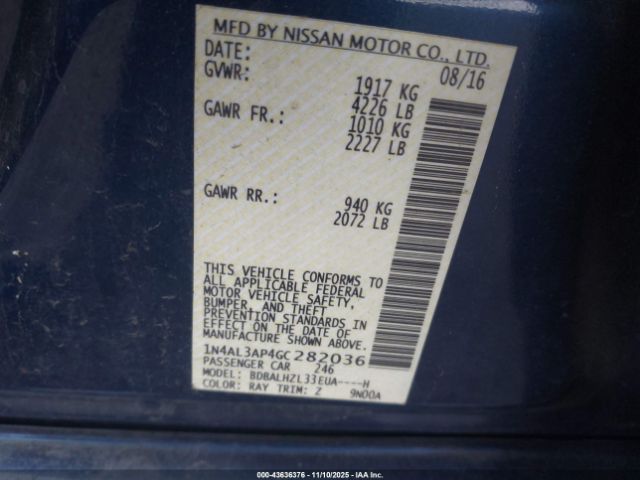 MFD BY NISSAN MOTOR CO., LTD.
DATE: 08/16
GVWR: 1917 KG
4226 LB
GAWR FR.: 1010 KG
2227 LB
GAWR RR.: 940 KG
2072 LB
THIS VEHICLE CONFORMS TO
ALL APPLICABLE FEDERAL
MOTOR VEHICLE SAFETY,
BUMPER, AND THEFT
PREVENTION STANDARDS IN
EFFECT ON THE DATE OF
MANUFACTURE SHOWN ABOVE.
1N4AL3AP4GC282036
PASSENGER CAR 246
MODEL: BDBALHZL33EUA----H
COLOR: RAY TRIM: Z 9N00A
000-43636376 - 11/10/2025 - IAA Inc.